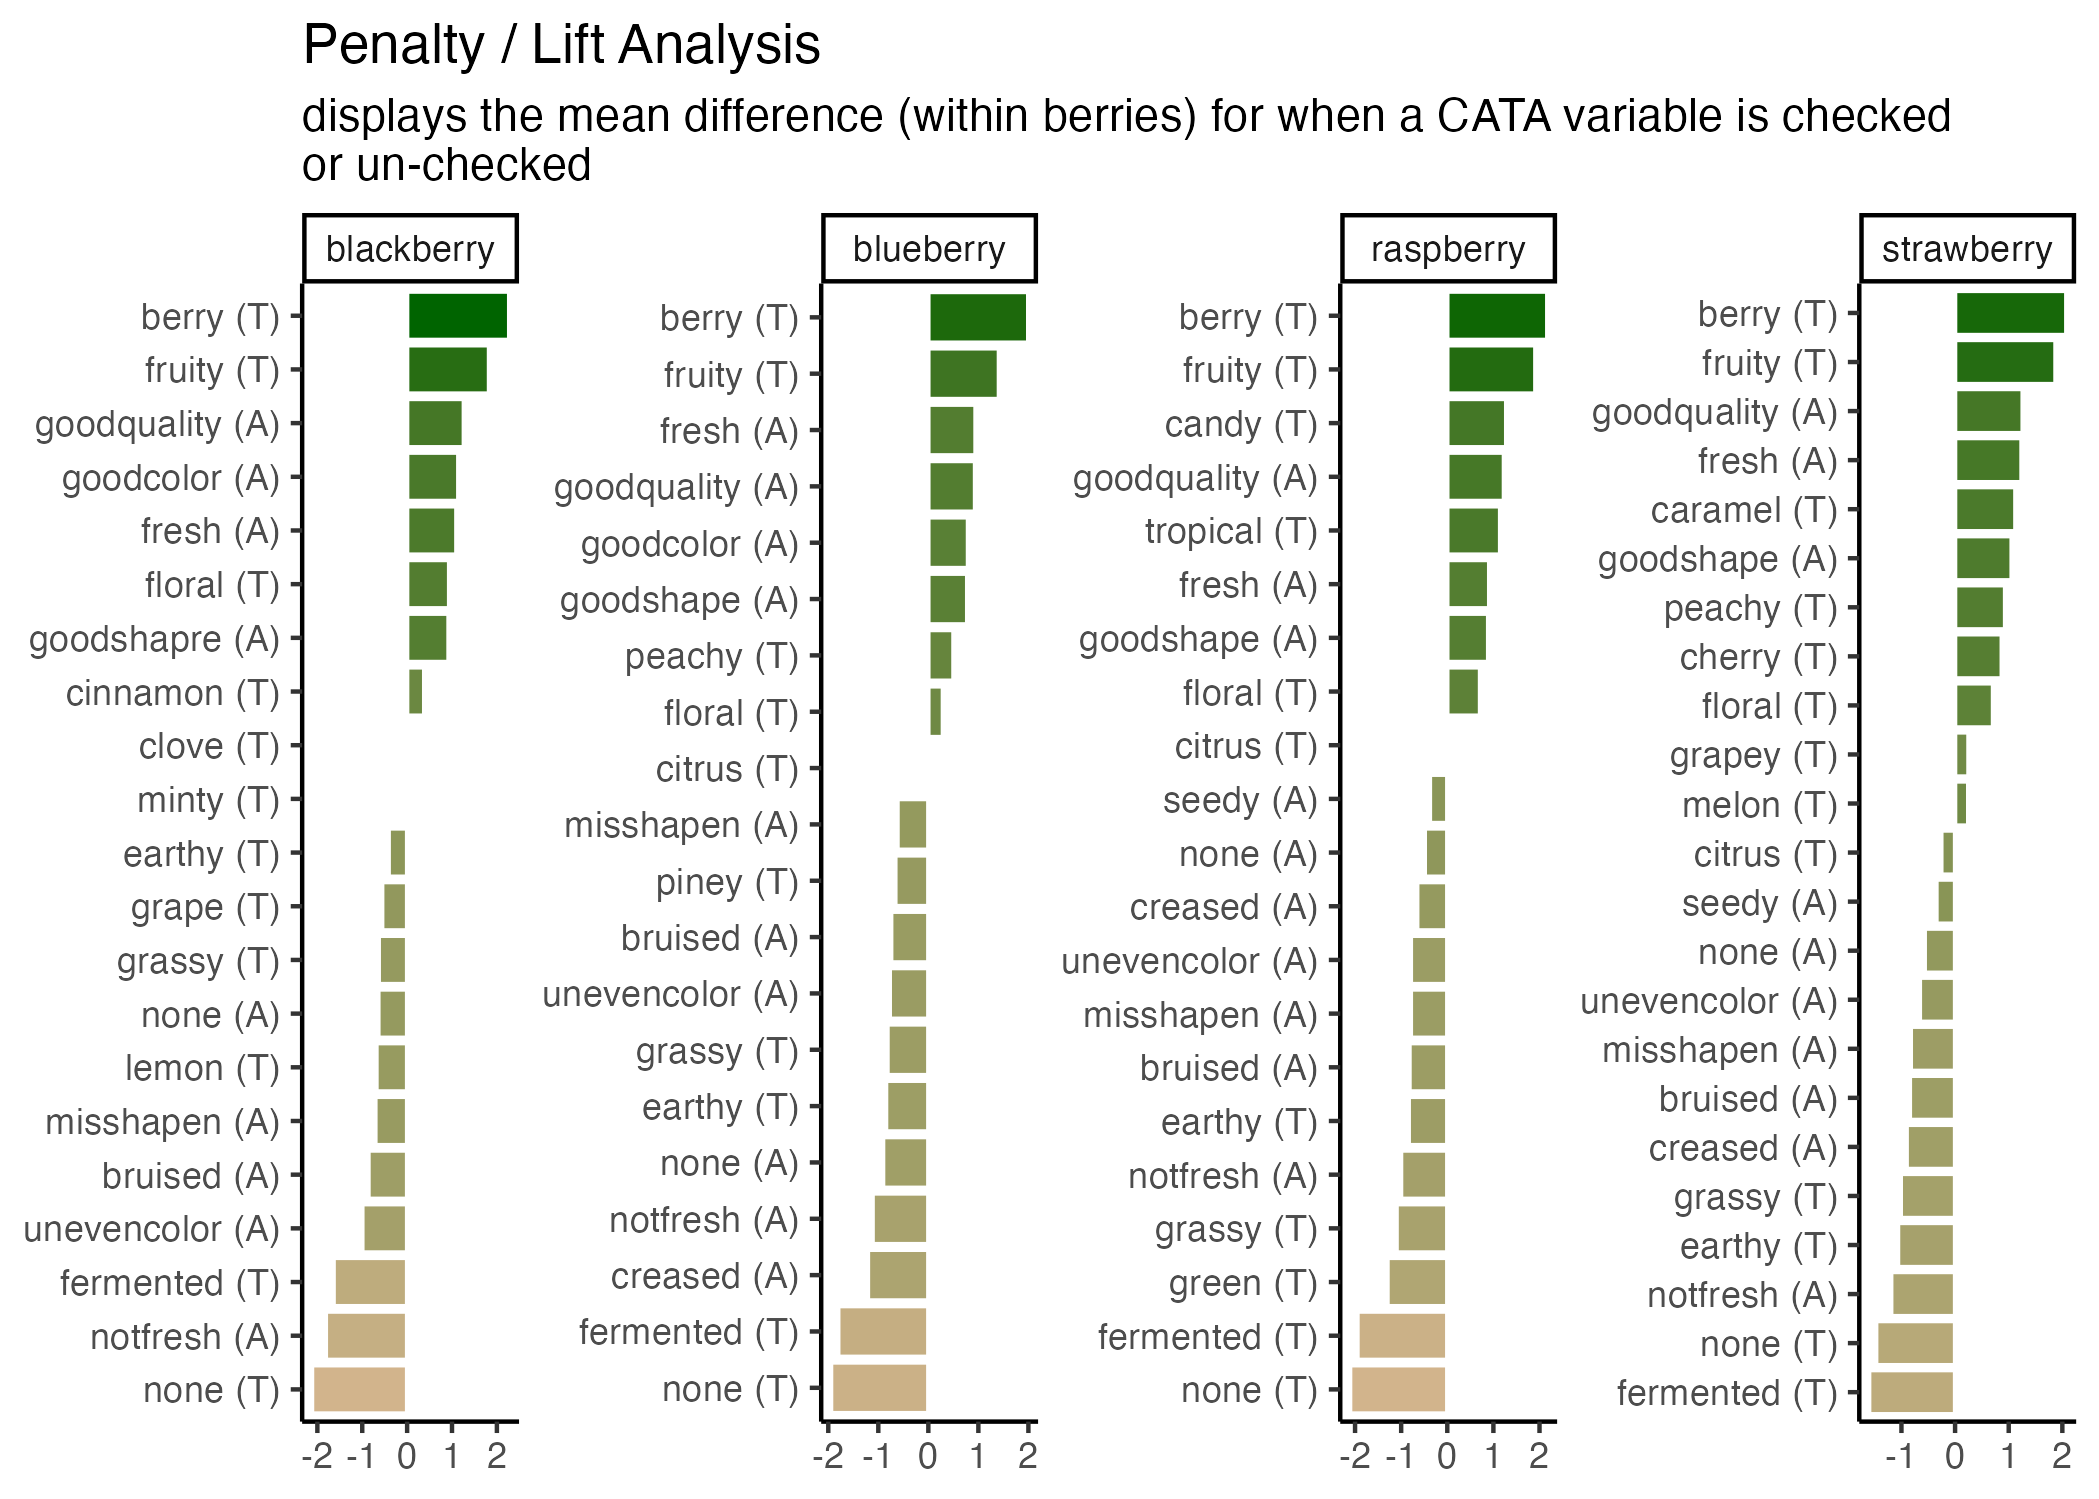 Penalty / Lift Analysis
displays the mean difference (within berries) for when a CATA variable is checked
or un-checked
blackberry
berry (T)
fruity (T)
goodquality (A)
goodcolor (A)
fresh (A)
floral (T)
goodshapre (A)
cinnamon (T)
clove (T)
minty (T)
earthy (T)
grape (T)
grassy (T)
none (A)
lemon (T)
misshapen (A)
bruised (A)
unevencolor (A)
fermented (T)
notfresh (A)
none (T)
-2 -1 0 1 2
blueberry
berry (T)
fruity (T)
fresh (A)
goodquality (A)
goodcolor (A)
goodshape (A)
peachy (T)
floral (T)
citrus (T)
misshapen (A)
piney (T)
bruised (A)
unevencolor (A)
grassy (T)
earthy (T)
none (A)
notfresh (A)
creased (A)
fermented (T)
none (T)
-2 -1 0 1 2
raspberry
berry (T)
fruity (T)
candy (T)
goodquality (A)
tropical (T)
fresh (A)
goodshape (A)
floral (T)
citrus (T)
seedy (A)
none (A)
creased (A)
unevencolor (A)
misshapen (A)
bruised (A)
earthy (T)
notfresh (A)
grassy (T)
green (T)
fermented (T)
none (T)
-2 -1 0 1 2
strawberry
berry (T)
fruity (T)
goodquality (A)
fresh (A)
caramel (T)
goodshape (A)
peachy (T)
cherry (T)
floral (T)
grapey (T)
melon (T)
citrus (T)
seedy (A)
none (A)
unevencolor (A)
misshapen (A)
bruised (A)
creased (A)
grassy (T)
earthy (T)
notfresh (A)
none (T)
fermented (T)
-1 0 1 2